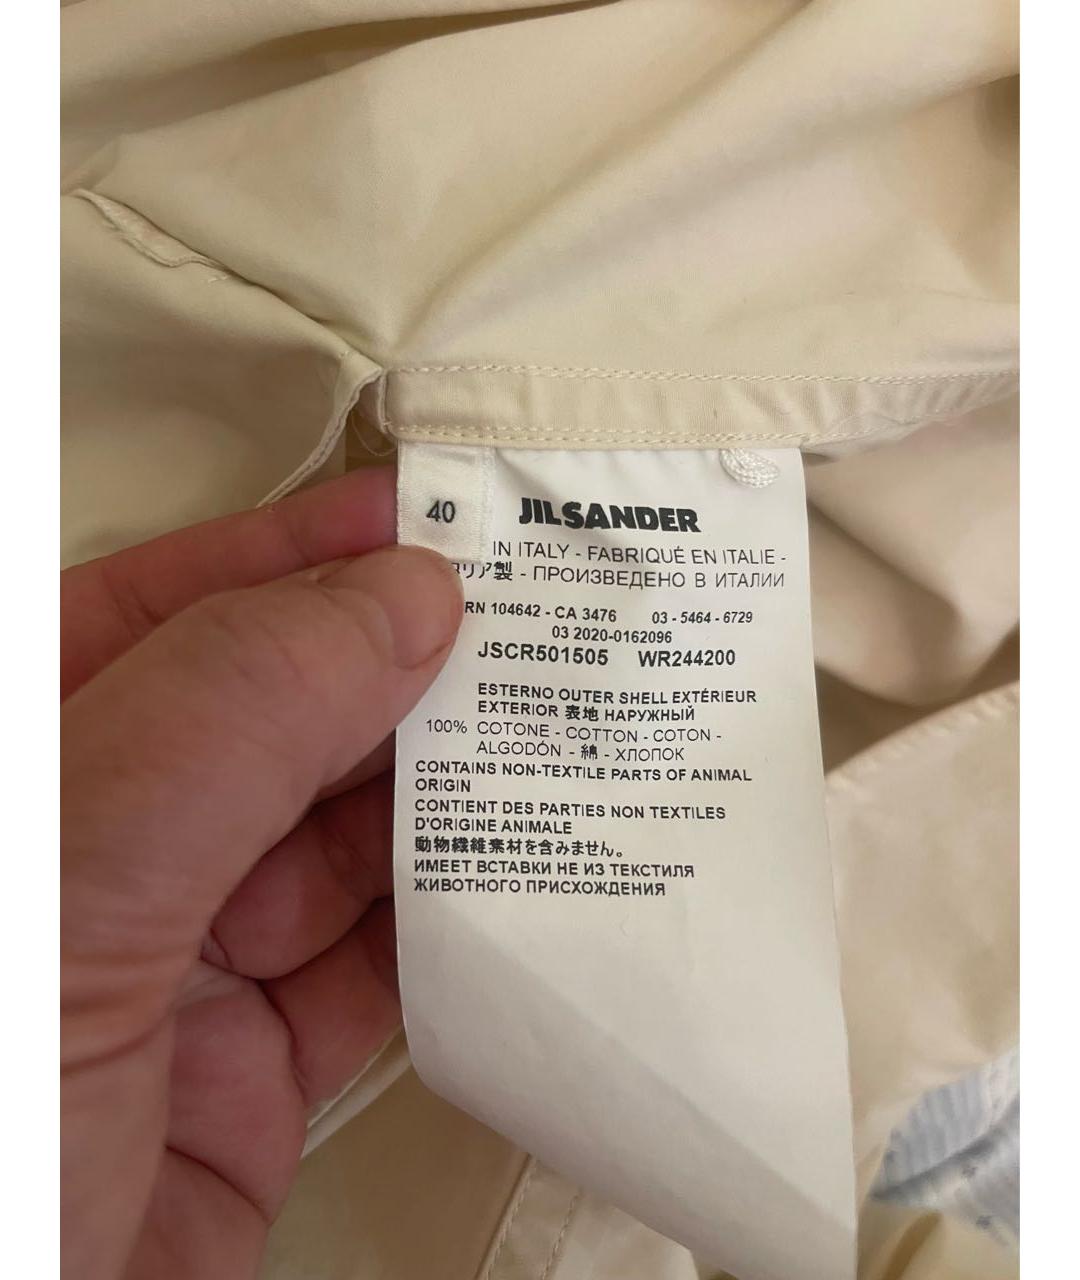 40
JIL SANDER
IN ITALY - FABRIQUÉ EN ITALIE -
リア製 - ПРОИЗВЕДЕНО В ИТАЛИИ
RN 104642 - CA 3476 03 - 5464 - 6729
03 2020-0162096
JSCR501505 WR244200
ESTERNO OUTER SHELL EXTÉRIEUR
EXTERIOR 表地 НАРУЖНЫЙ
100% COTONE - COTTON - COTON -
ALGODÓN - 綿 - ХЛОПОК
CONTAINS NON-TEXTILE PARTS OF ANIMAL
ORIGIN
CONTIENT DES PARTIES NON TEXTILES
D'ORIGINE ANIMALE
動物繊維素材を含みません。
ИМЕЕТ ВСТАВКИ НЕ ИЗ ТЕКСТИЛЯ
ЖИВОТНОГО ПРИСХОЖДЕНИЯ